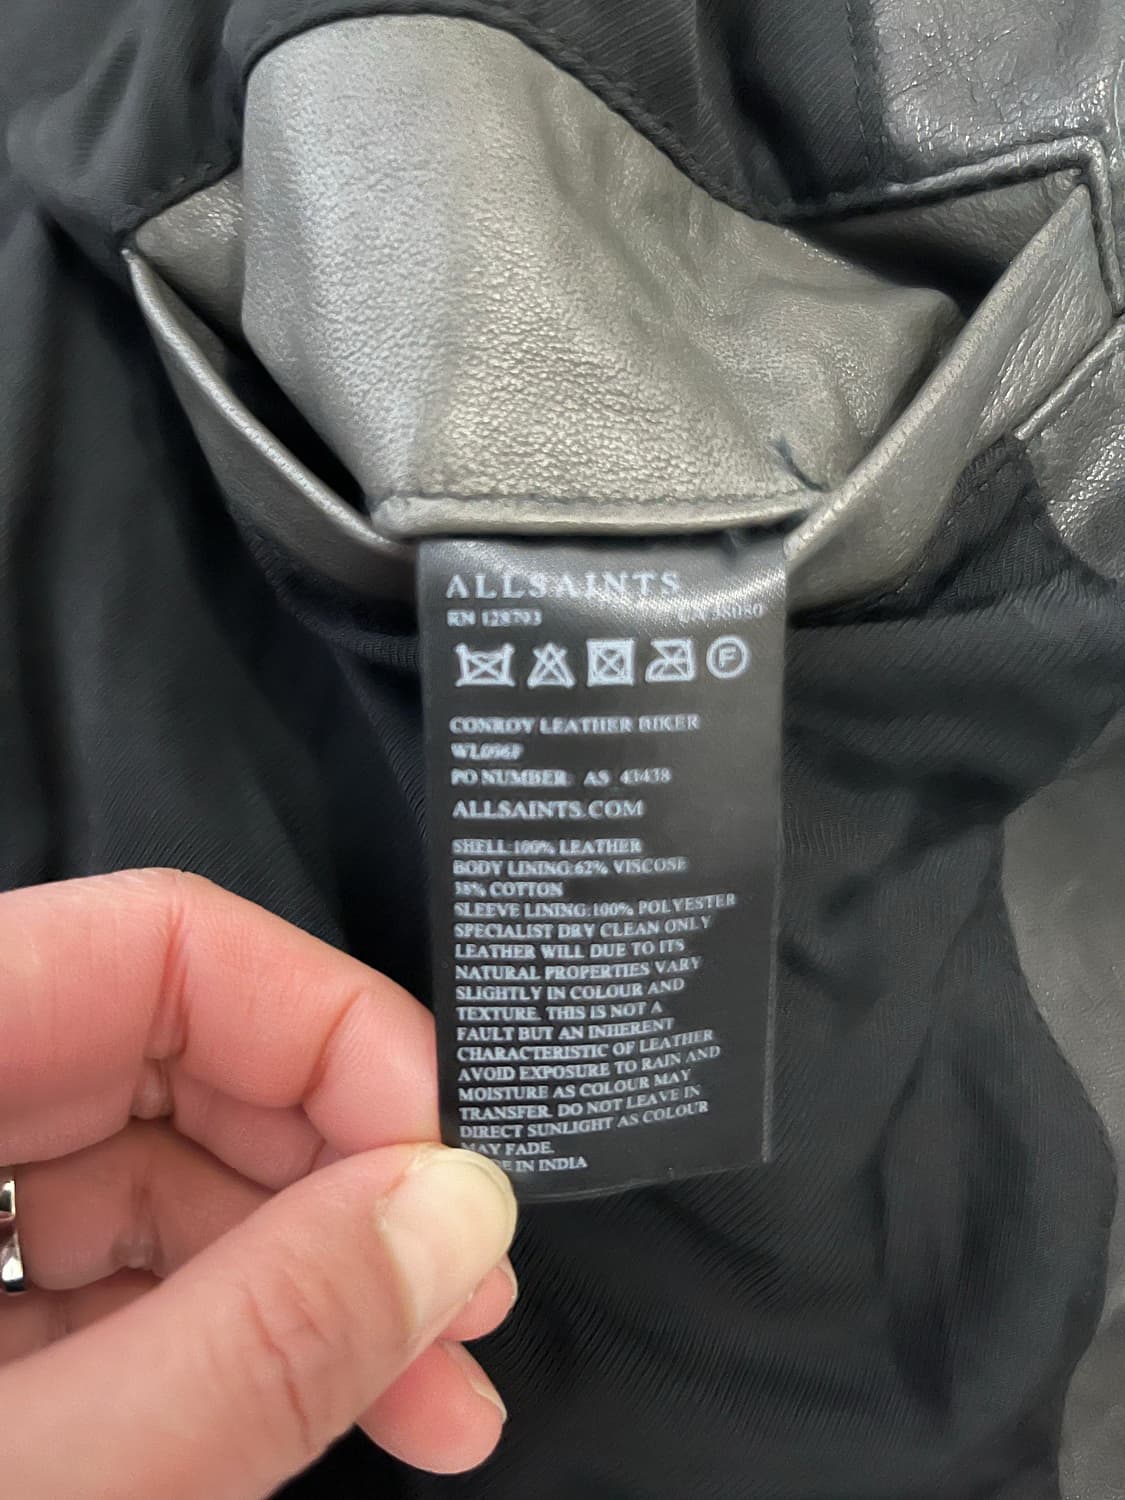 ALLSAINTS
RN 128793
F
CONROY LEATHER BIKER
WL096F
PO NUMBER: AS 43438
ALLSAINTS.COM
SHELL:100% LEATHER
BODY LINING:62% VISCOSE
38% COTTON
SLEEVE LINING:100% POLYESTER
SPECIALIST DRY CLEAN ONLY
LEATHER WILL DUE TO ITS
NATURAL PROPERTIES VARY
SLIGHTLY IN COLOUR AND
TEXTURE. THIS IS NOT A
FAULT BUT AN INHERENT
CHARACTERISTIC OF LEATHER
AVOID EXPOSURE TO RAIN AND
MOISTURE AS COLOUR MAY
TRANSFER. DO NOT LEAVE IN
DIRECT SUNLIGHT AS COLOUR
MAY FADE.
E IN INDIA